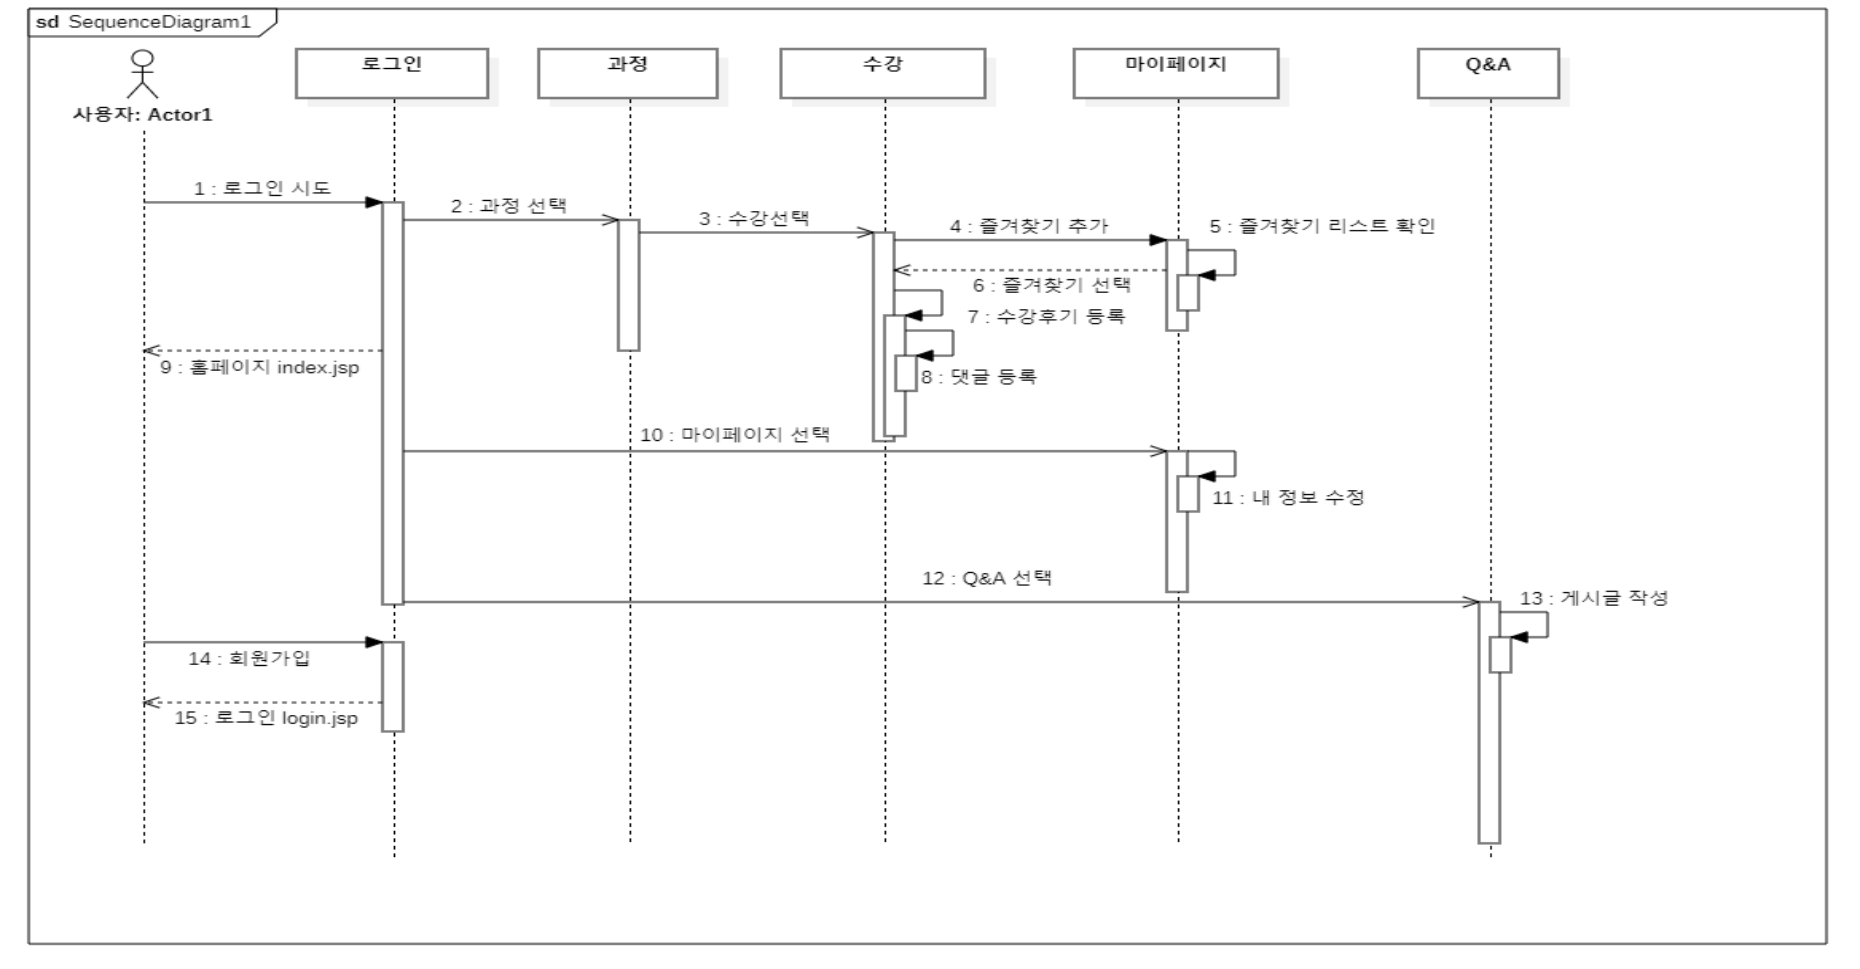 sd SequenceDiagram1
로그인
과정
수강
마이페이지
Q&A
사용자: Actor1
1 : 로그인 시도
2 : 과정 선택
3 : 수강선택
4 : 즐겨찾기 추가
5 : 즐겨찾기 리스트 확인
6 : 즐겨찾기 선택
7 : 수강후기 등록
9 : 홈페이지 index.jsp
8 : 댓글 등록
10 : 마이페이지 선택
11 : 내 정보 수정
12 : Q&A 선택
13 : 게시글 작성
14 : 회원가입
15 : 로그인 login.jsp